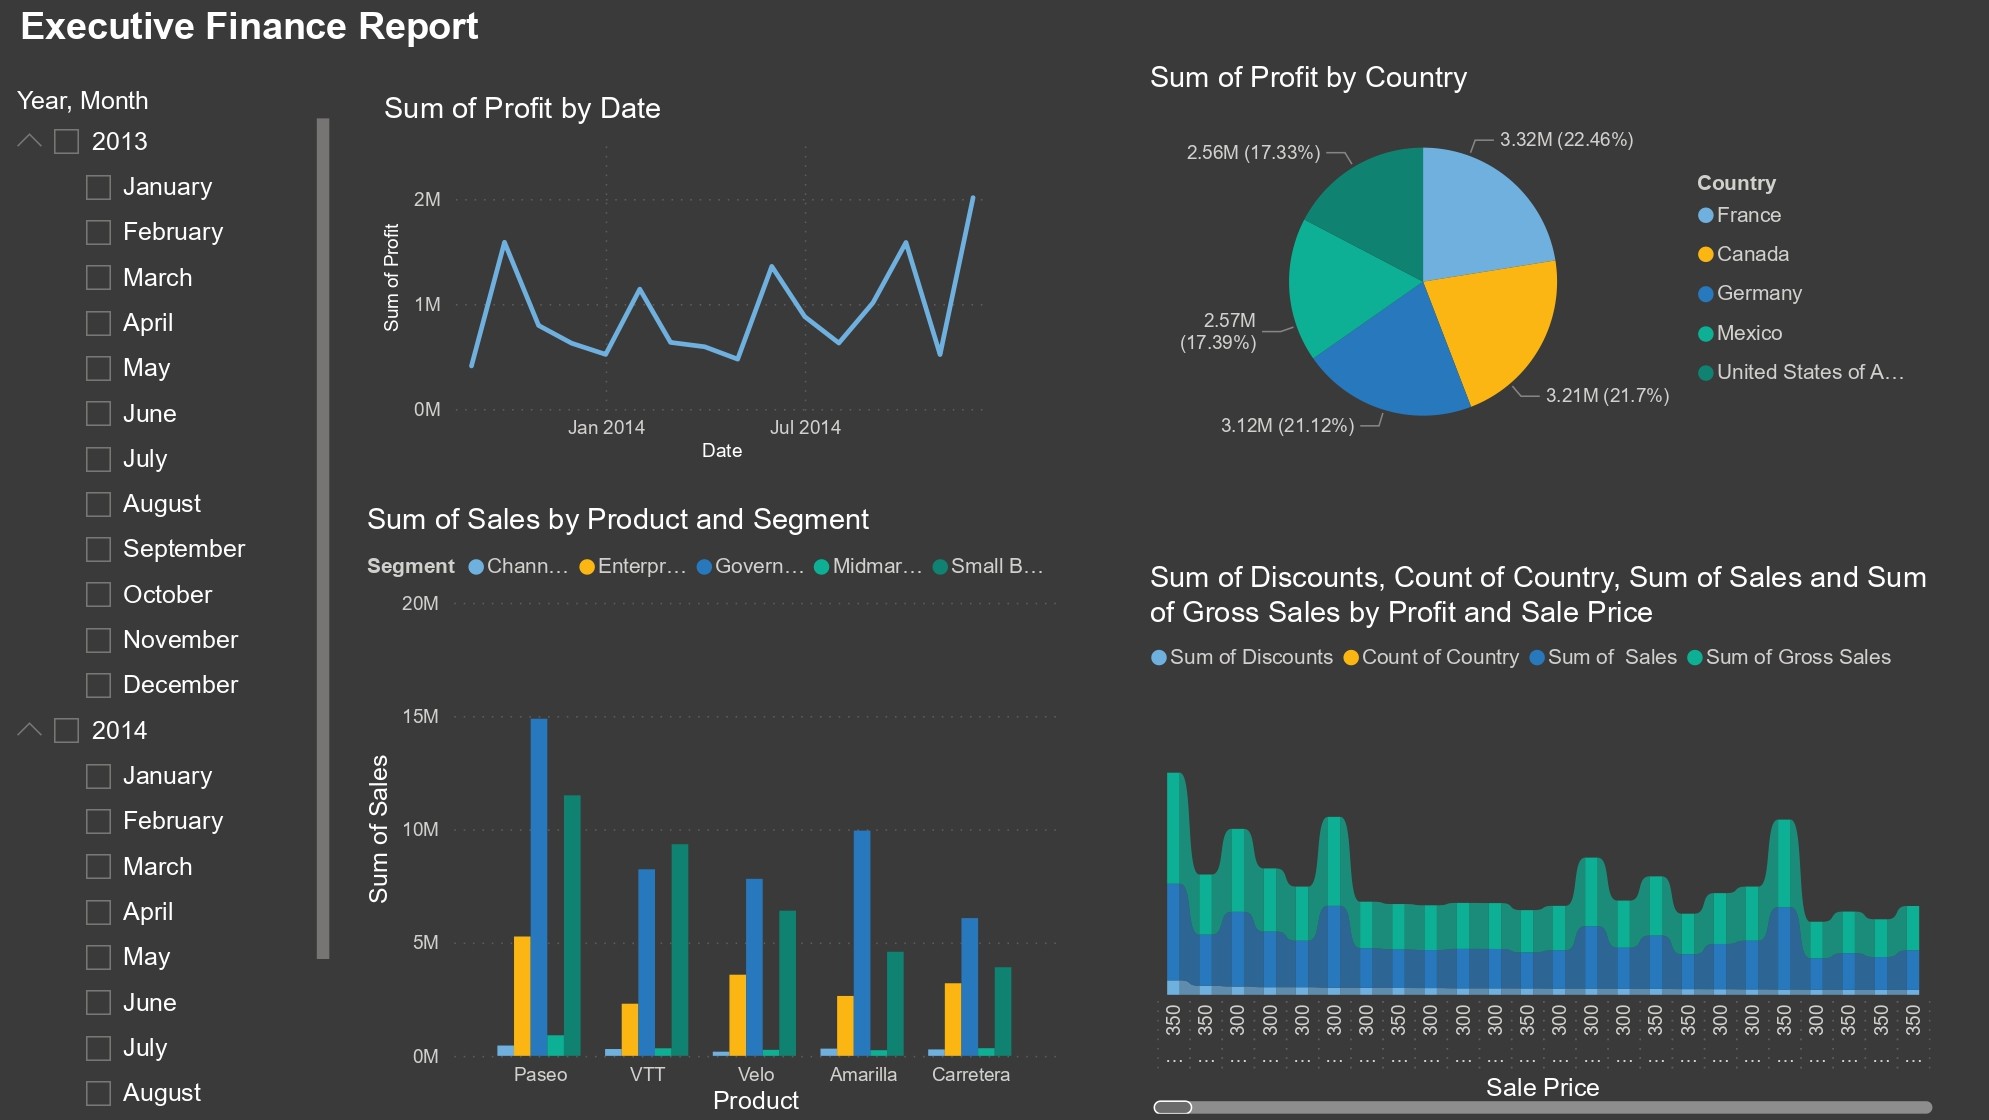 Executive Finance Report
Year, Month
2013
January
February
March
April
May
June
July
August
September
October
November
December
2014
January
February
March
April
May
June
July
August
Sum of Profit by Date
Sum of Profit
2M
1M
0M
Jan 2014 Jul 2014
Date
Sum of Profit by Country
3.32M (22.46%)
2.56M (17.33%)
2.57M
(17.39%)
3.21M (21.7%)
3.12M (21.12%)
Country
France
Canada
Germany
Mexico
United States of A...
Sum of Sales by Product and Segment
Segment Chann... Enterpr... Govern... Midmar... Small B...
Sum of Sales
20M
15M
10M
5M
0M
Paseo VTT Velo Amarilla Carretera
Product
Sum of Discounts, Count of Country, Sum of Sales and Sum
of Gross Sales by Profit and Sale Price
Sum of Discounts Count of Country Sum of  Sales Sum of Gross Sales
350 350 300 300 300 300 300 350 300 300 300 350 300 300 300 350 350 300 300 350 300 350 350 350
... ... ... ... ... ... ... ... ... ... ... ... ... ... ... ... ... ... ... ... ... ... ... ...
Sale Price